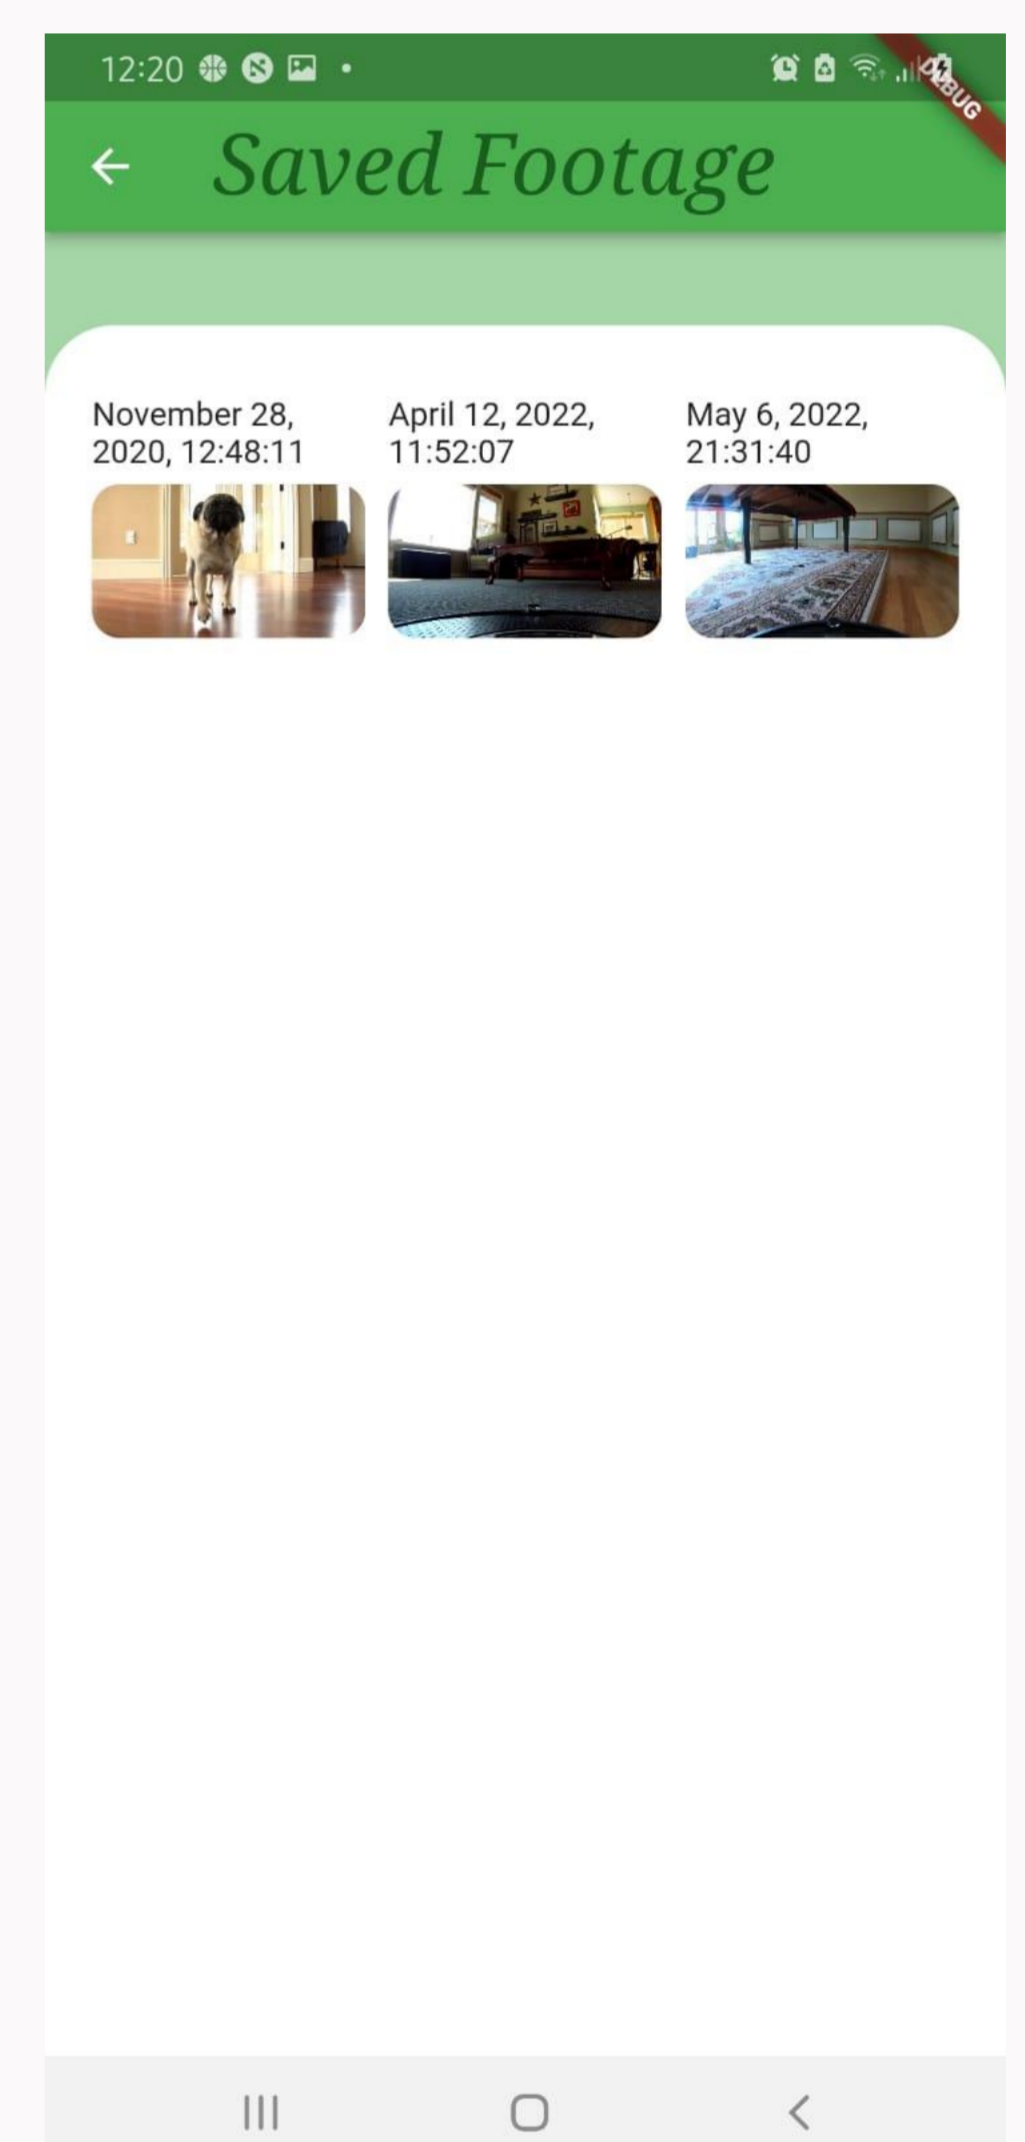 12:20
DEBUG
Saved Footage
November 28,
2020, 12:48:11
April 12, 2022,
11:52:07
May 6, 2022,
21:31:40